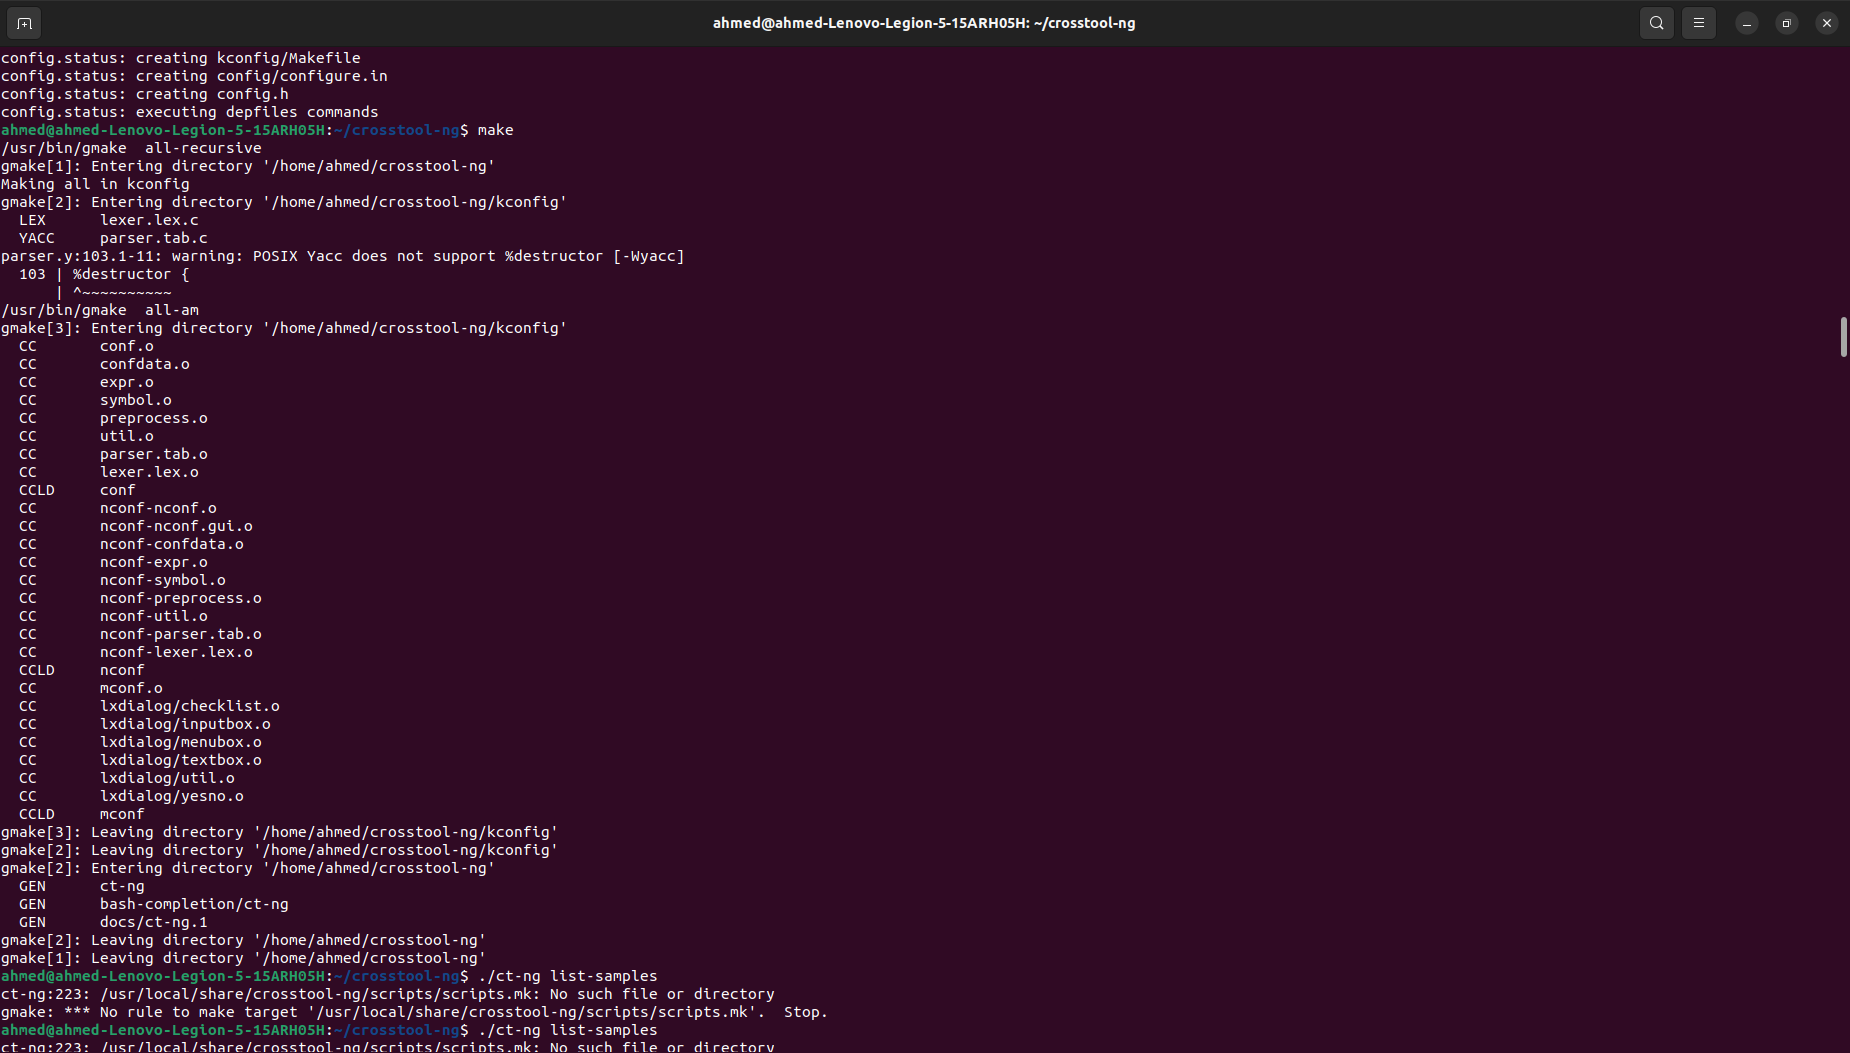 ahmed@ahmed-Lenovo-Legion-5-15ARH05H: ~/crosstool-ng
config.status: creating kconfig/Makefile
config.status: creating config/configure.in
config.status: creating config.h
config.status: executing depfiles commands
ahmed@ahmed-Lenovo-Legion-5-15ARH05H:~/crosstool-ng$ make
/usr/bin/gmake  all-recursive
gmake[1]: Entering directory '/home/ahmed/crosstool-ng'
Making all in kconfig
gmake[2]: Entering directory '/home/ahmed/crosstool-ng/kconfig'
  LEX      lexer.lex.c
  YACC     parser.tab.c
parser.y:103.1-11: warning: POSIX Yacc does not support %destructor [-Wyacc]
  103 | %destructor {
      | ^~~~~~~~~~~
/usr/bin/gmake  all-am
gmake[3]: Entering directory '/home/ahmed/crosstool-ng/kconfig'
  CC       conf.o
  CC       confdata.o
  CC       expr.o
  CC       symbol.o
  CC       preprocess.o
  CC       util.o
  CC       parser.tab.o
  CC       lexer.lex.o
  CCLD     conf
  CC       nconf-nconf.o
  CC       nconf-nconf.gui.o
  CC       nconf-confdata.o
  CC       nconf-expr.o
  CC       nconf-symbol.o
  CC       nconf-preprocess.o
  CC       nconf-util.o
  CC       nconf-parser.tab.o
  CC       nconf-lexer.lex.o
  CCLD     nconf
  CC       mconf.o
  CC       lxdialog/checklist.o
  CC       lxdialog/inputbox.o
  CC       lxdialog/menubox.o
  CC       lxdialog/textbox.o
  CC       lxdialog/util.o
  CC       lxdialog/yesno.o
  CCLD     mconf
gmake[3]: Leaving directory '/home/ahmed/crosstool-ng/kconfig'
gmake[2]: Leaving directory '/home/ahmed/crosstool-ng/kconfig'
gmake[2]: Entering directory '/home/ahmed/crosstool-ng'
  GEN      ct-ng
  GEN      bash-completion/ct-ng
  GEN      docs/ct-ng.1
gmake[2]: Leaving directory '/home/ahmed/crosstool-ng'
gmake[1]: Leaving directory '/home/ahmed/crosstool-ng'
ahmed@ahmed-Lenovo-Legion-5-15ARH05H:~/crosstool-ng$ ./ct-ng list-samples
ct-ng:223: /usr/local/share/crosstool-ng/scripts/scripts.mk: No such file or directory
gmake: *** No rule to make target '/usr/local/share/crosstool-ng/scripts/scripts.mk'.  Stop.
ahmed@ahmed-Lenovo-Legion-5-15ARH05H:~/crosstool-ng$ ./ct-ng list-samples
ct-ng:223: /usr/local/share/crosstool-ng/scripts/scripts.mk: No such file or directory